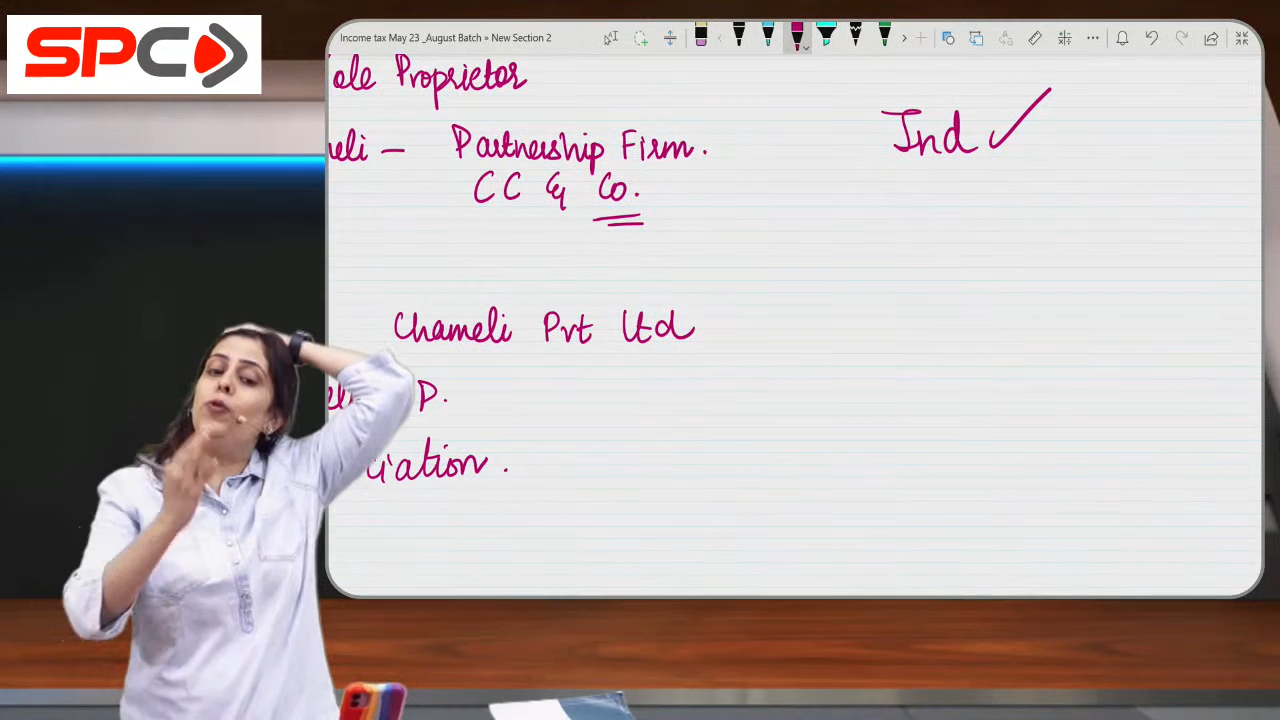 SPC
Income tax May 23 _August Batch » New Section 2
ole Proprietor
Ind
eli – Partnership Firm.
CC & Co.
Chameli Pvt Ltd
P.
iation.